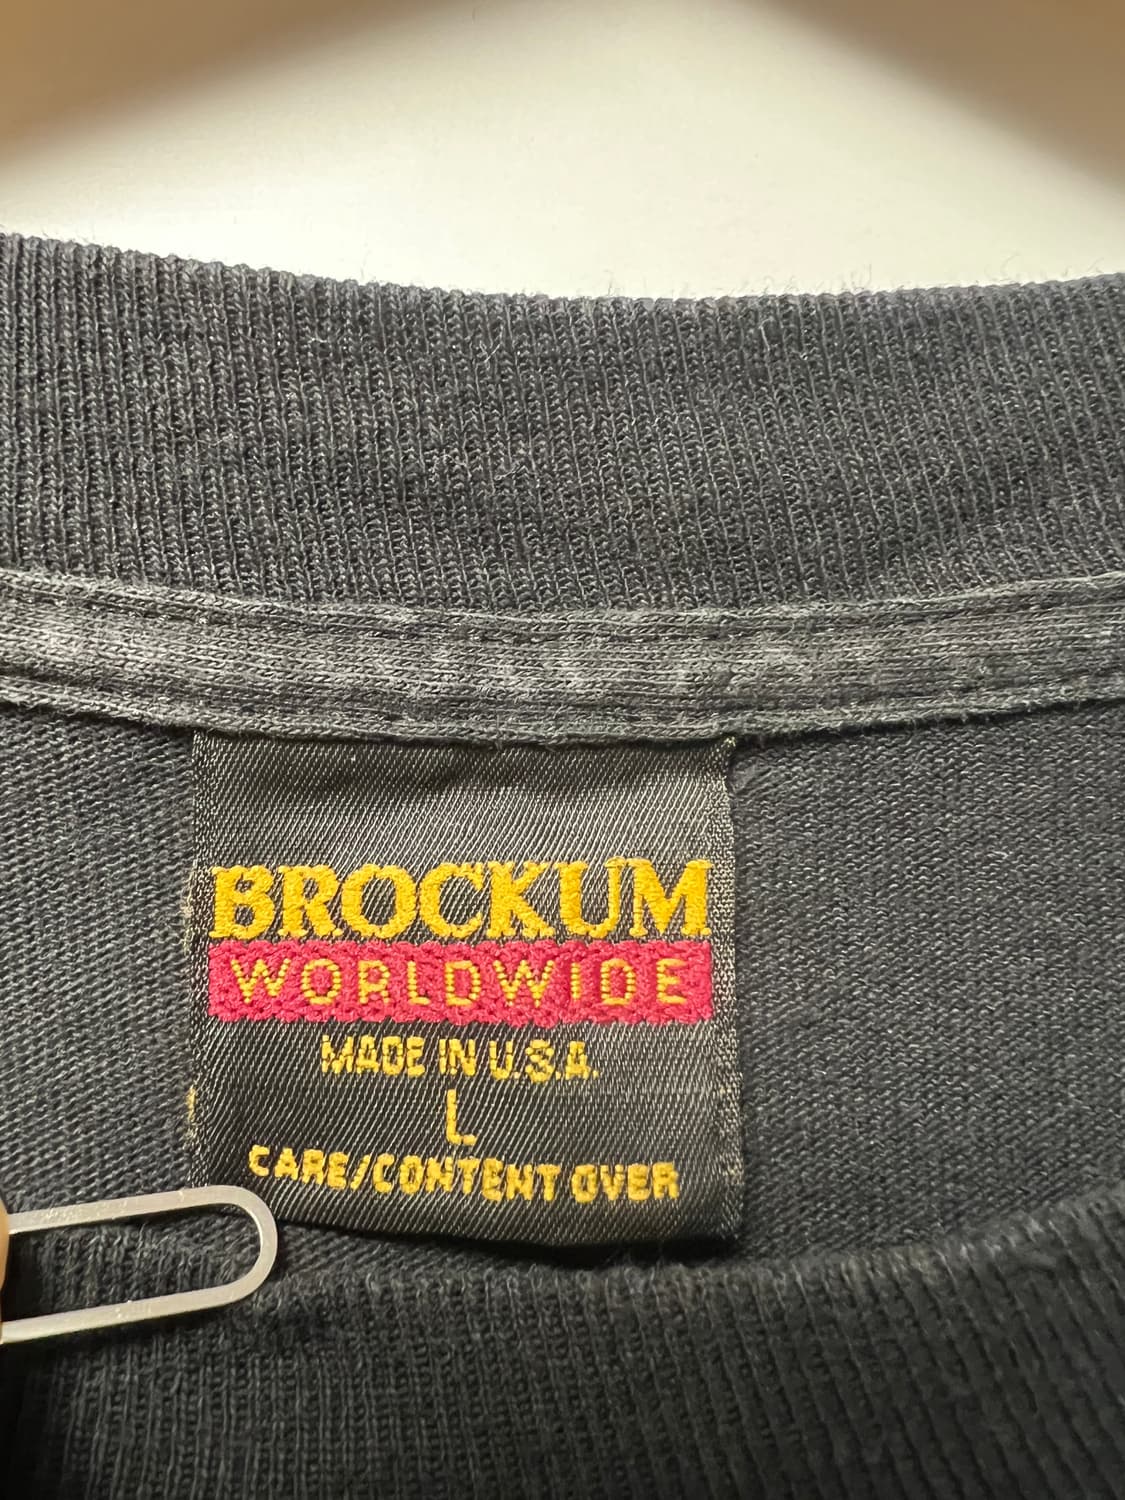 BROCKUM
WORLDWIDE
MADE IN U.S.A.
L
CARE/CONTENT OVER